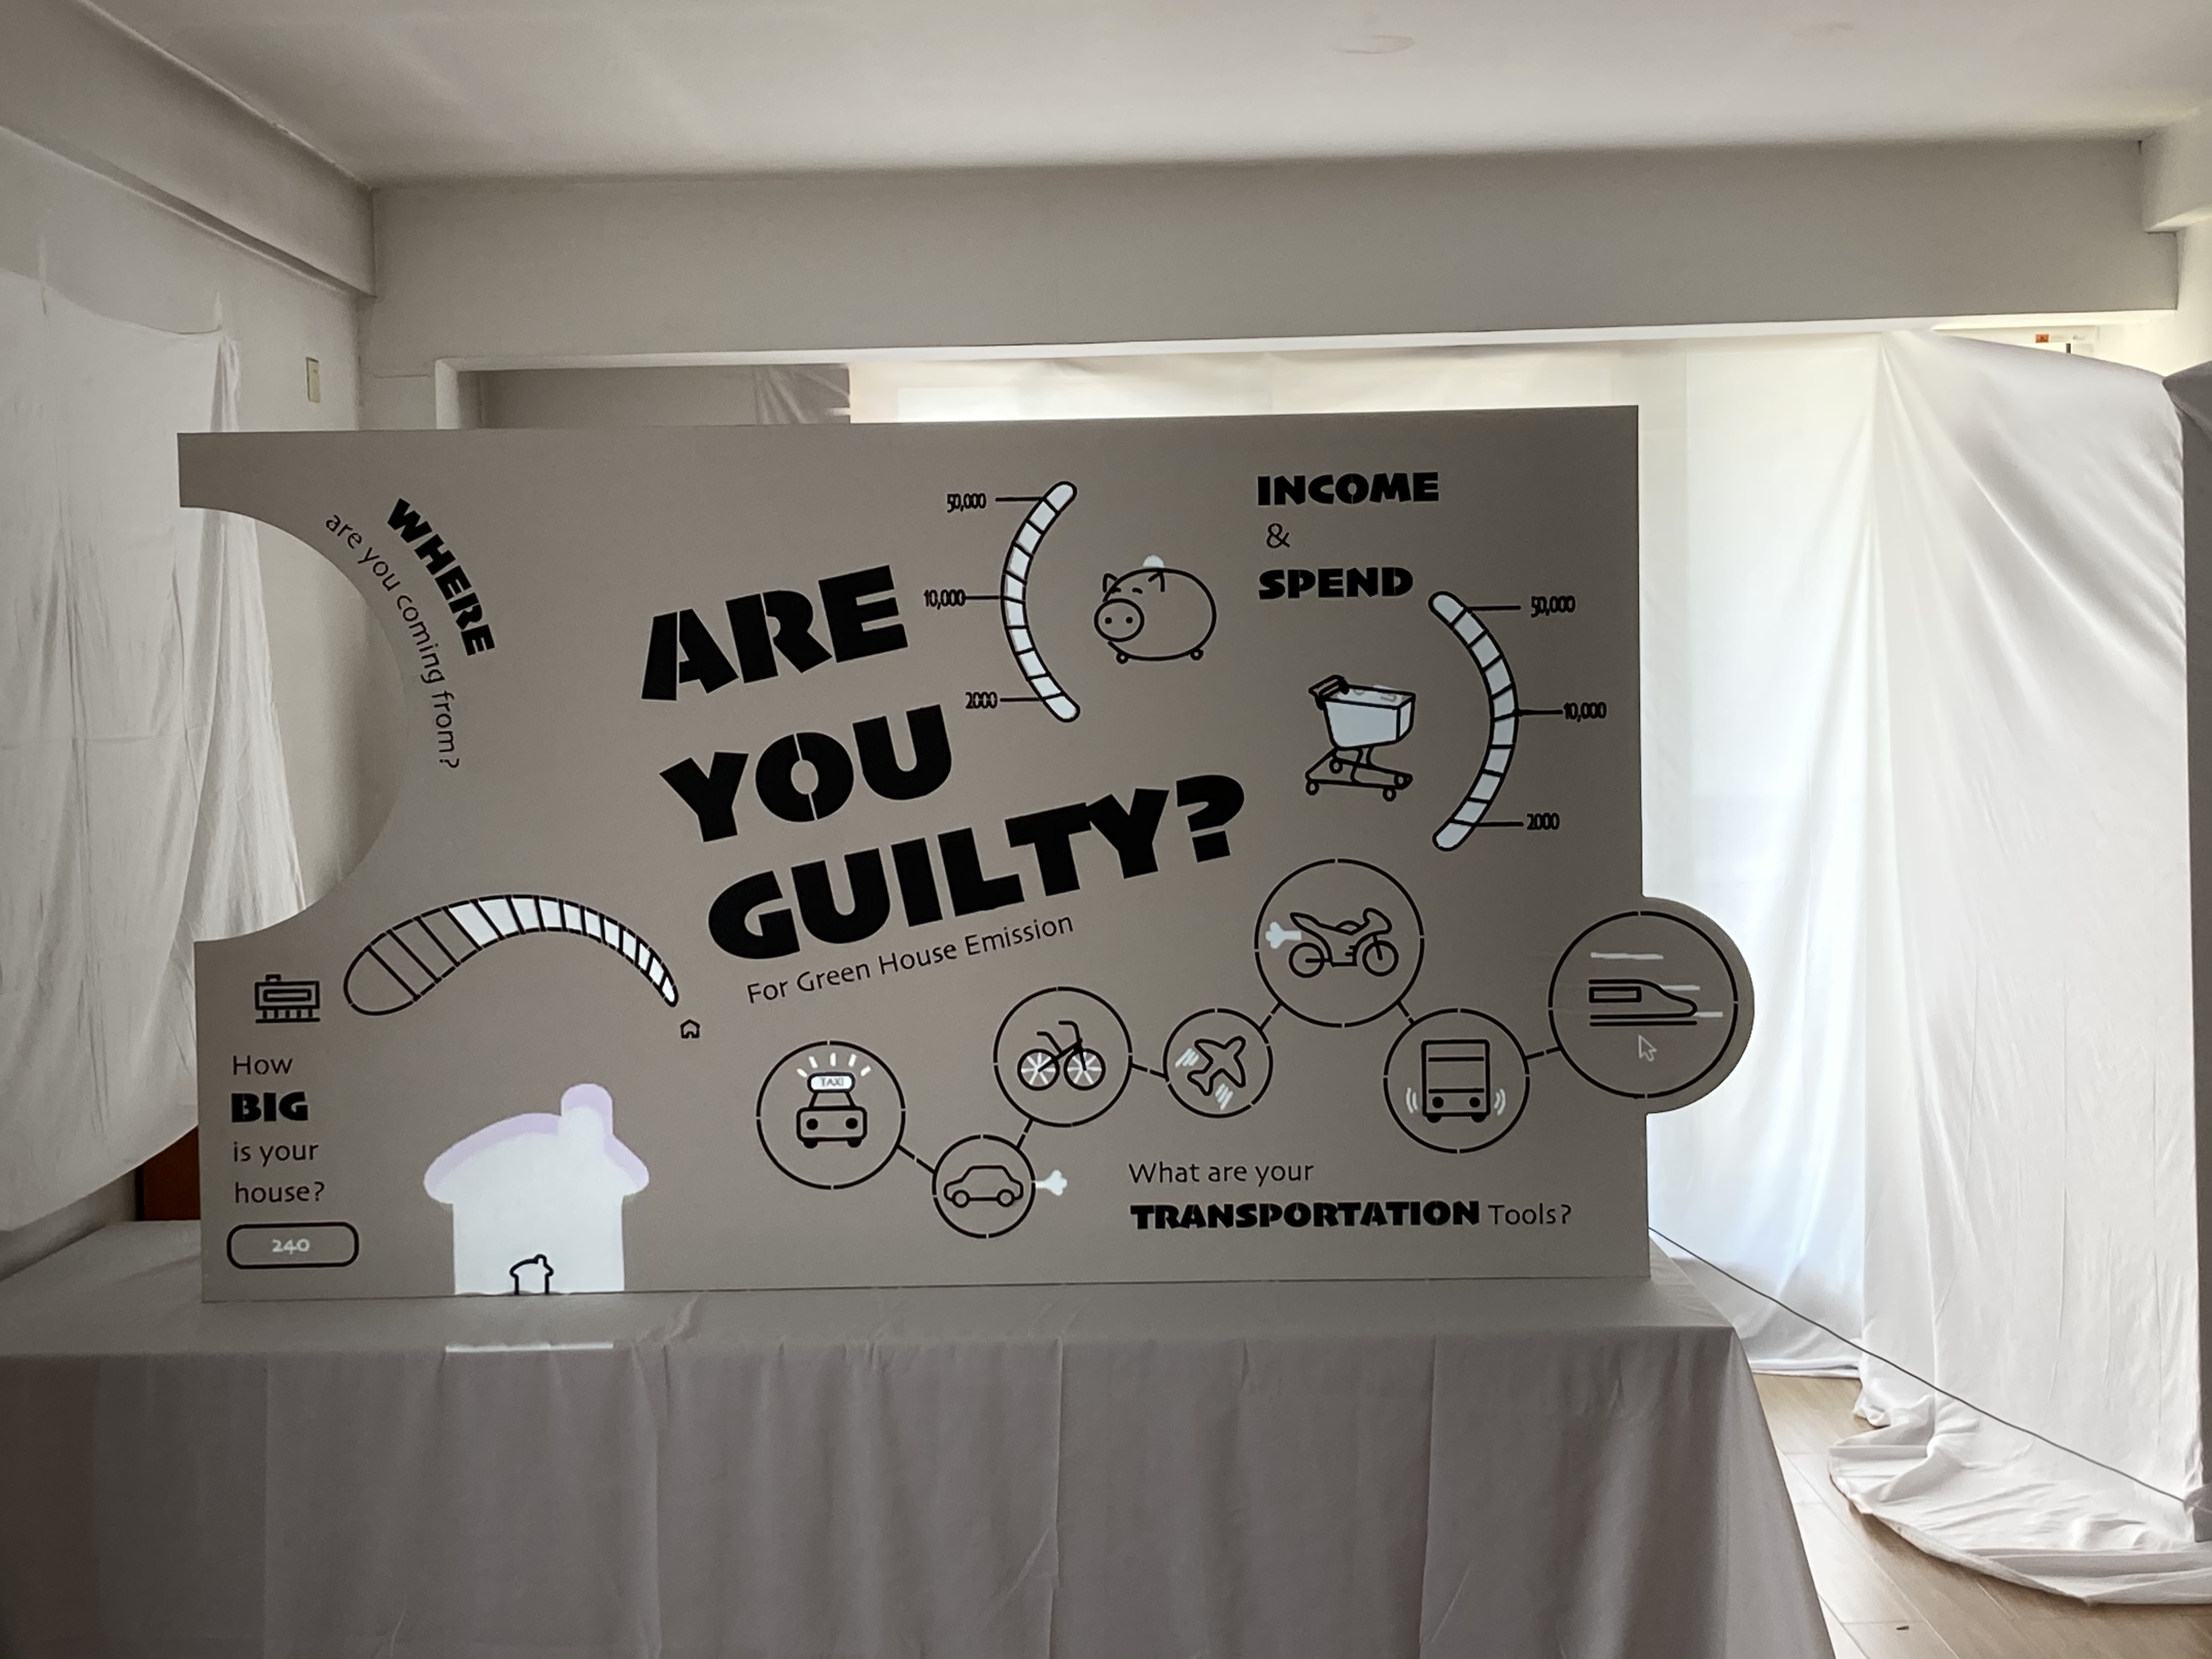 WHERE
are you coming from?
ARE
YOU
GUILTY?
For Green House Emission
50,000
10,000
2000
INCOME
&
SPEND
50,000
10,000
2000
How
BIG
is your
house?
240
TAXI
What are your
TRANSPORTATION Tools?